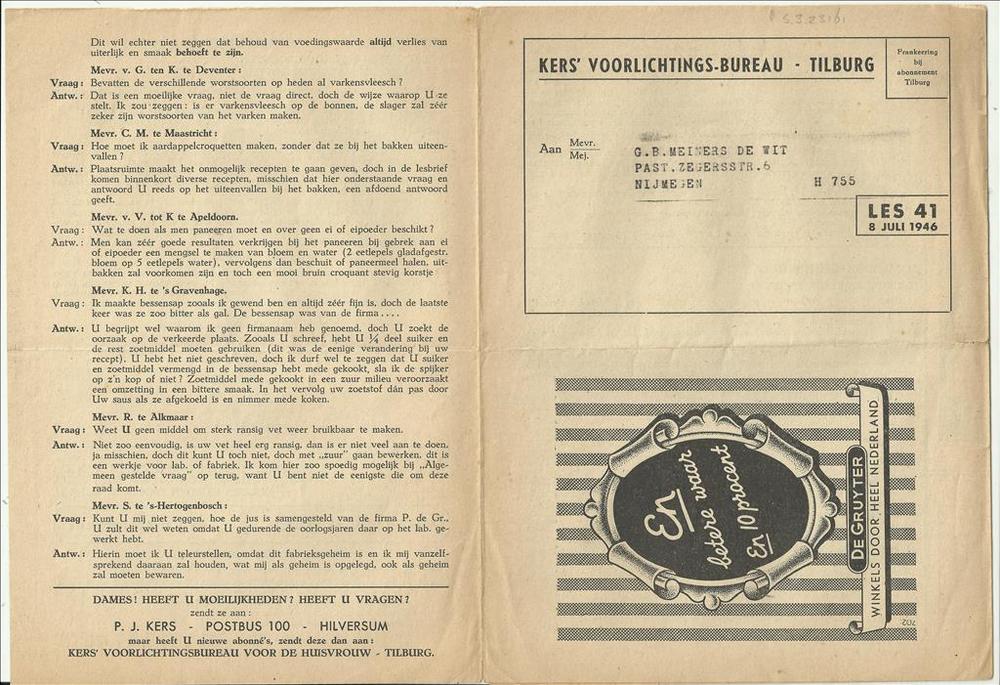 Dit wil echter niet zeggen dat behoud van voedingswaarde altijd verlies van
uiterlijk en smaak behoeft te zijn.
Mevr. v. G. ten K. te Deventer:
Vraag: Bevatten de verschillende worstsoorten op heden al varkensvleesch?
Antw.: Dat is een moeilijke vraag, niet de vraag direct, doch de wijze waarop U ze
stelt. Ik zou zeggen: is er varkensvleesch op de bonnen, de slager zal zéér
zeker zijn worstsoorten van het varken maken.
Mevr. C. M. te Maastricht:
Vraag: Hoe moet ik aardappelcroquetten maken, zonder dat ze bij het bakken uiteen-
vallen?
Antw.: Plaatsruimte maakt het onmogelijk recepten te gaan geven, doch in de lesbrief
komen binnenkort diverse recepten, misschien dat hier onderstaande vraag en
antwoord U reeds op het uiteenvallen bij het bakken, een afdoend antwoord
geeft.
Mevr. v. V. tot K te Apeldoorn.
Vraag: Wat te doen als men paneeren moet en over geen ei of eipoeder beschikt?
Antw.: Men kan zéér goede resultaten verkrijgen bij het paneeren bij gebrek aan ei
of eipoeder een mengsel te maken van bloem en water (2 eetlepels gladafgestr.
bloem op 5 eetlepels water), vervolgens dan beschuit of paneermeel halen, uit-
bakken zal voorkomen zijn en toch een mooi bruin croquant stevig korstje
Mevr. K. H. te 's Gravenhage.
Vraag: Ik maakte bessensap zooals ik gewend ben en altijd zéér fijn is, doch de laatste
keer was ze zoo bitter als gal. De bessensap was van de firma....
Antw.: U begrijpt wel waarom ik geen firmanaam heb genoemd, doch U zoekt de
oorzaak op de verkeerde plaats. Zooals U schreef, hebt U ¼ deel suiker en
de rest zoetmiddel moeten gebruiken (dit was de eenige verandering bij uw
recept). U hebt het niet geschreven, doch ik durf wel te zeggen dat U suiker
en zoetmiddel vermengd in de bessensap hebt mede gekookt, sla ik de spijker
op z'n kop of niet? Zoetmiddel mede gekookt in een zuur milieu veroorzaakt
een omzetting in een bittere smaak. In het vervolg uw zoetstof dán pas door
Uw saus als ze afgekoeld is en nimmer mede koken.
Mevr. R. te Alkmaar:
Vraag: Weet U geen middel om sterk ransig vet weer bruikbaar te maken.
Antw.: Niet zoo eenvoudig, is uw vet heel erg ransig, dan is er niet veel aan te doen,
ja misschien, doch dit kunt U toch niet, doch met „zuur” gaan bewerken, dit is
een werkje voor lab. of fabriek. Ik kom hier zoo spoedig mogelijk bij „Alge-
meen gestelde vraag” op terug, want U bent niet de eenigste die om deze
raad komt.
Mevr. S. te 's-Hertogenbosch:
Vraag: Kunt U mij niet zeggen, hoe de jus is samengesteld van de firma P. de Gr.,
U zult dit wel weten omdat U gedurende de oorlogsjaren daar op het lab. ge-
werkt hebt.
Antw.: Hierin moet ik U teleurstellen, omdat dit fabrieksgeheim is en ik mij vanzelf-
sprekend daaraan zal houden, wat mij als geheim is opgelegd, ook als geheim
zal moeten bewaren.
DAMES! HEEFT U MOEILIJKHEDEN? HEEFT U VRAGEN?
zendt ze aan:
P. J. KERS - POSTBUS 100 - HILVERSUM
maar heeft U nieuwe abonné's, zendt deze dan aan:
KERS' VOORLICHTINGSBUREAU VOOR DE HUISVROUW - TILBURG.
KERS' VOORLICHTINGS-BUREAU - TILBURG
Frankeering
bij
abonnement
Tilburg
Aan Mevr.
Mej.
G.B.MEINERS DE WIT
PAST.ZEGERSSTR.6
NIJMEGEN
H 755
LES 41
8 JULI 1946
En
betere waar
En 10 procent
DE GRUYTER
WINKELS DOOR HEEL NEDERLAND
702